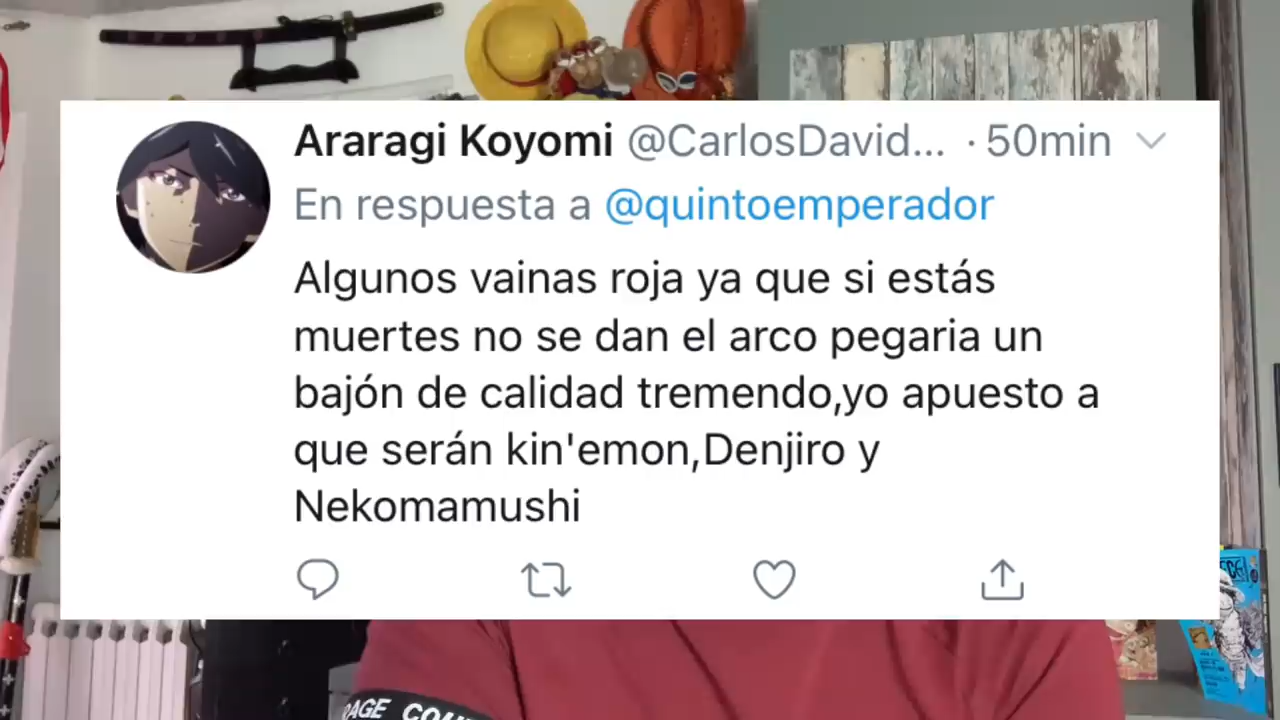 Araragi Koyomi @CarlosDavid... · 50min
En respuesta a @quintoemperador
Algunos vainas roja ya que si estás
muertes no se dan el arco pegaria un
bajón de calidad tremendo,yo apuesto a
que serán kin'emon,Denjiro y
Nekomamushi